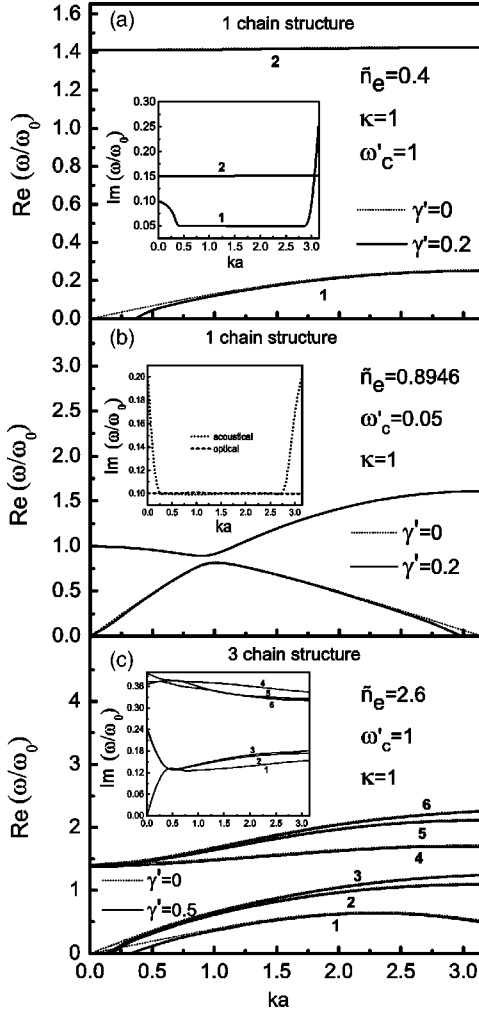 (a)
1 chain structure
Re (ω/ω₀)
1.6
1.4
1.2
1.0
0.8
0.6
0.4
0.2
0.0
2
ñₑ=0.4
κ=1
ω'c=1
γ'=0
γ'=0.2
1
Im (ω/ω₀)
0.30
0.25
0.20
0.15
0.10
0.05
2
1
0.0 0.5 1.0 1.5 2.0 2.5 3.0
ka
(b)
1 chain structure
Re (ω/ω₀)
3.0
2.5
2.0
1.5
1.0
0.5
0.0
ñₑ=0.8946
ω'c=0.05
κ=1
γ'=0
γ'=0.2
Im (ω/ω₀)
0.20
0.15
0.10
acoustical
optical
0.0 0.5 1.0 1.5 2.0 2.5 3.0
ka
(c)
3 chain structure
Re (ω/ω₀)
4
3
2
1
0
ñₑ=2.6
ω'c=1
κ=1
Im (ω/ω₀)
0.36
0.30
0.24
0.18
0.12
0.06
0.00
4
5
6
3
2
1
0.0 0.5 1.0 1.5 2.0 2.5 3.0
ka
6
5
4
3
2
1
γ'=0
γ'=0.5
0.0 0.5 1.0 1.5 2.0 2.5 3.0
ka